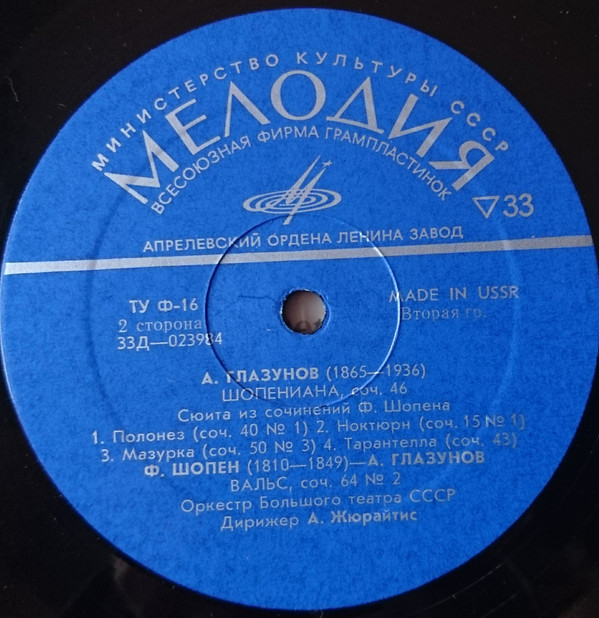 МИНИСТЕРСТВО КУЛЬТУРЫ СССР
МЕЛОДИЯ
ВСЕСОЮЗНАЯ ФИРМА ГРАМПЛАСТИНОК
▽33
АПРЕЛЕВСКИЙ ОРДЕНА ЛЕНИНА ЗАВОД
ТУ Ф-16
MADE IN USSR
2 сторона
Вторая гр.
33Д—023984
А. ГЛАЗУНОВ (1865—1936)
ШОПЕНИАНА, соч. 46
Сюита из сочинений Ф. Шопена
1. Полонез (соч. 40 № 1) 2. Ноктюрн (соч. 15 № 1)
3. Мазурка (соч. 50 № 3) 4. Тарантелла (соч. 43)
Ф. ШОПЕН (1810—1849)—А. ГЛАЗУНОВ
ВАЛЬС, соч. 64 № 2
Оркестр Большого театра СССР
Дирижер А. Жюрайтис